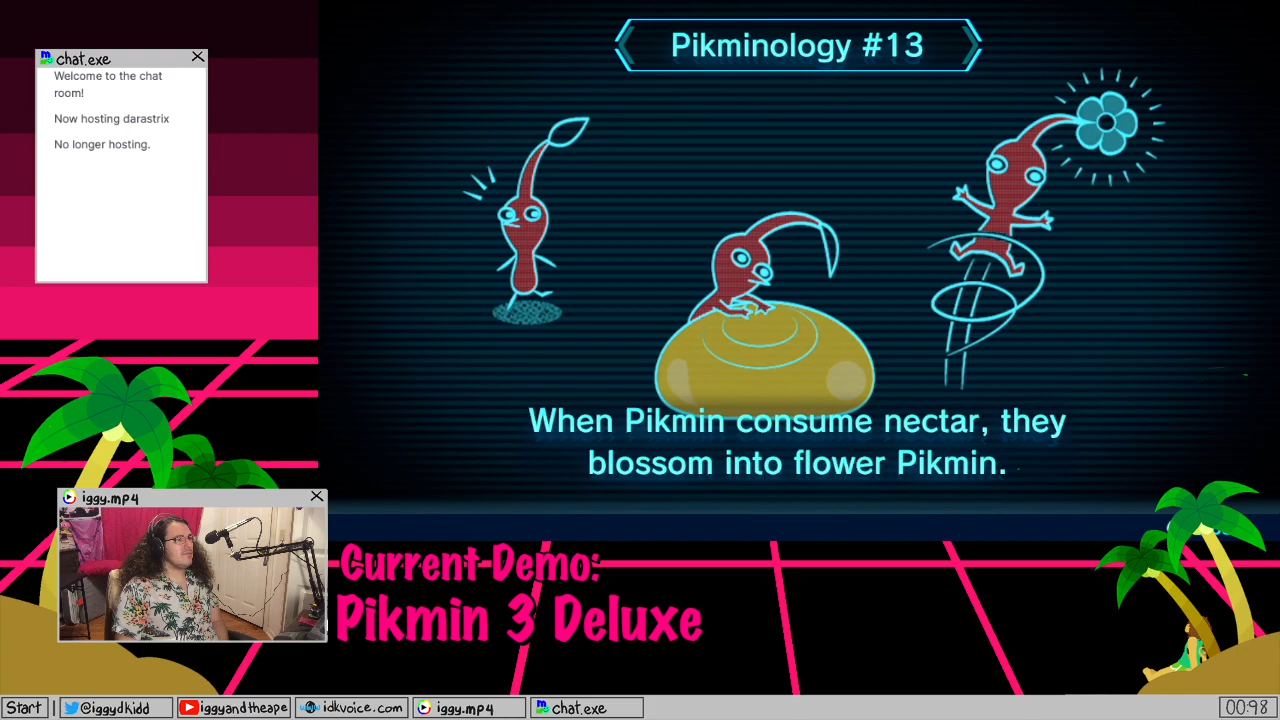 Pikminology #13
chat.exe
Welcome to the chat
room!
Now hosting darastrix
No longer hosting.
When Pikmin consume nectar, they
blossom into flower Pikmin.
iggy.mp4
Current Demo:
Pikmin 3 Deluxe
Start | @iggydkidd iggyandtheape www idkvoice.com iggy.mp4 chat.exe 00:98